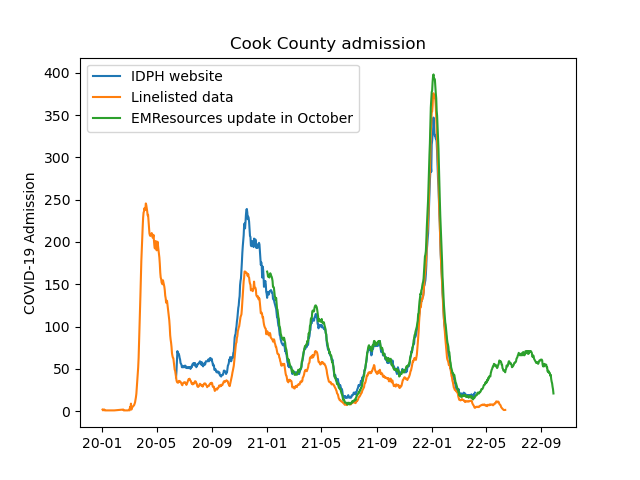 Cook County admission
IDPH website
Linelisted data
EMResources update in October
COVID-19 Admission
400
350
300
250
200
150
100
50
0
20-01 20-05 20-09 21-01 21-05 21-09 22-01 22-05 22-09